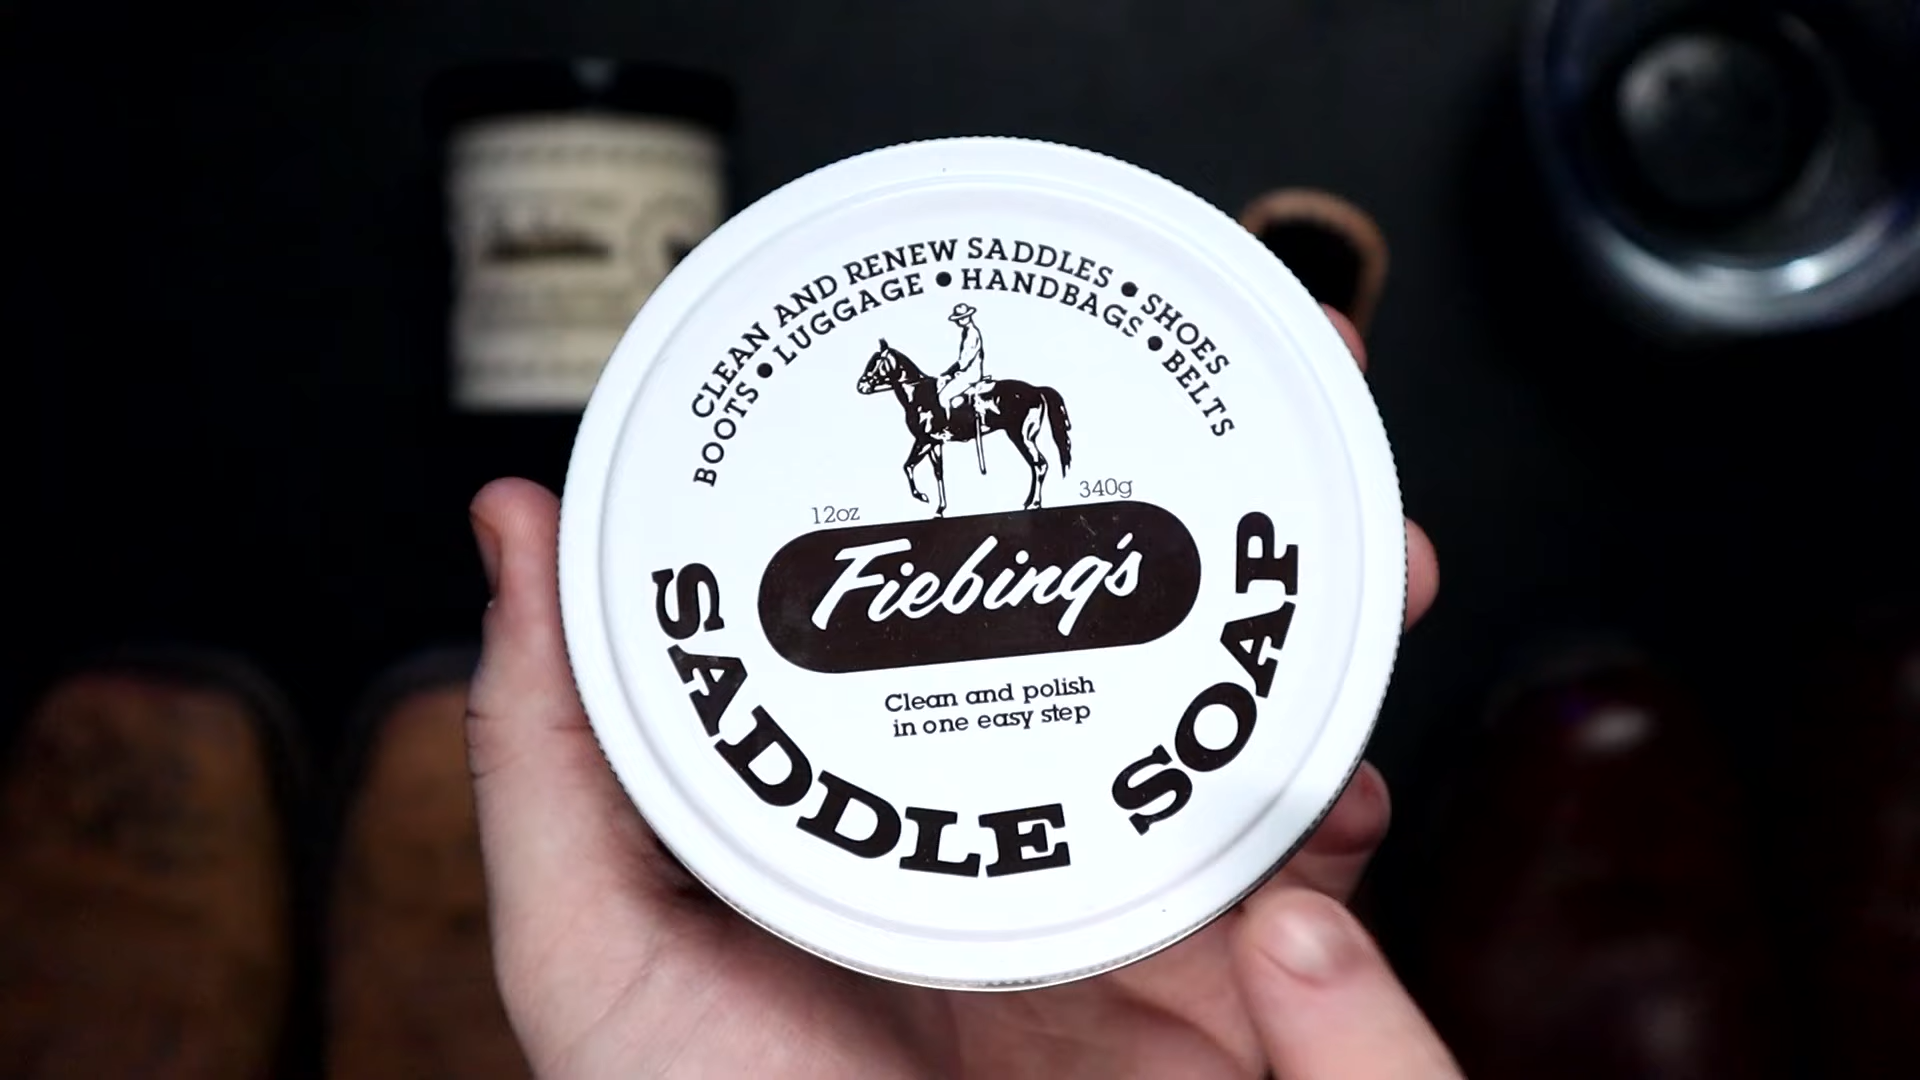 CLEAN AND RENEW SADDLES • SHOES
BOOTS • LUGGAGE • HANDBAGS • BELTS
12oz 340g
Fiebing's
Clean and polish
in one easy step
SADDLE SOAP